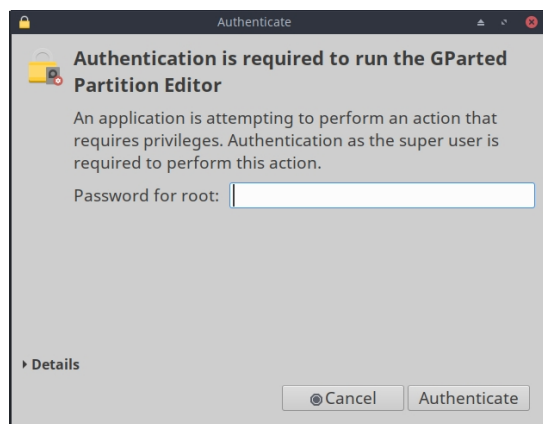 Authenticate
Authentication is required to run the GParted
Partition Editor
An application is attempting to perform an action that
requires privileges. Authentication as the super user is
required to perform this action.
Password for root:
Details
Cancel Authenticate